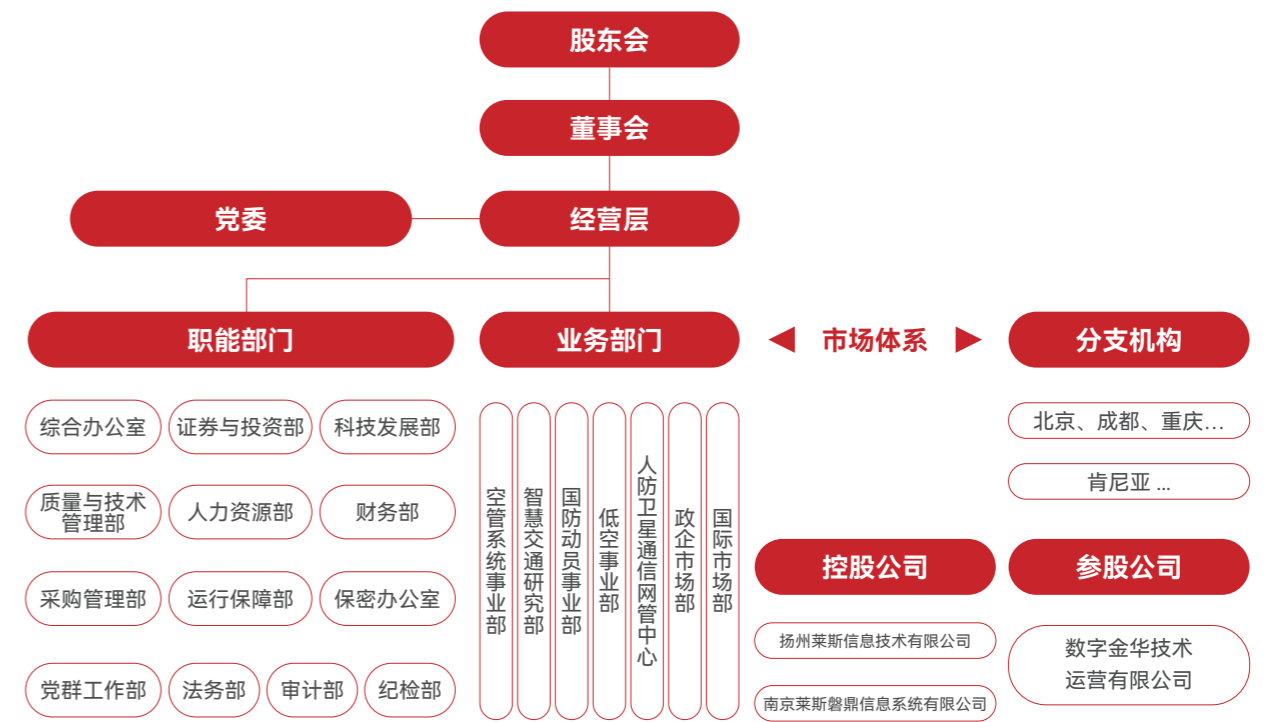 股东会
董事会
党委
经营层
职能部门
业务部门
市场体系
分支机构
综合办公室
证券与投资部
科技发展部
质量与技术
管理部
人力资源部
财务部
采购管理部
运行保障部
保密办公室
党群工作部
法务部
审计部
纪检部
空管系统事业部
智慧交通研究部
国防动员事业部
低空事业部
人防卫星通信网管中心
政企市场部
国际市场部
北京、成都、重庆...
肯尼亚 ...
控股公司
扬州莱斯信息技术有限公司
南京莱斯磐鼎信息系统有限公司
参股公司
数字金华技术
运营有限公司